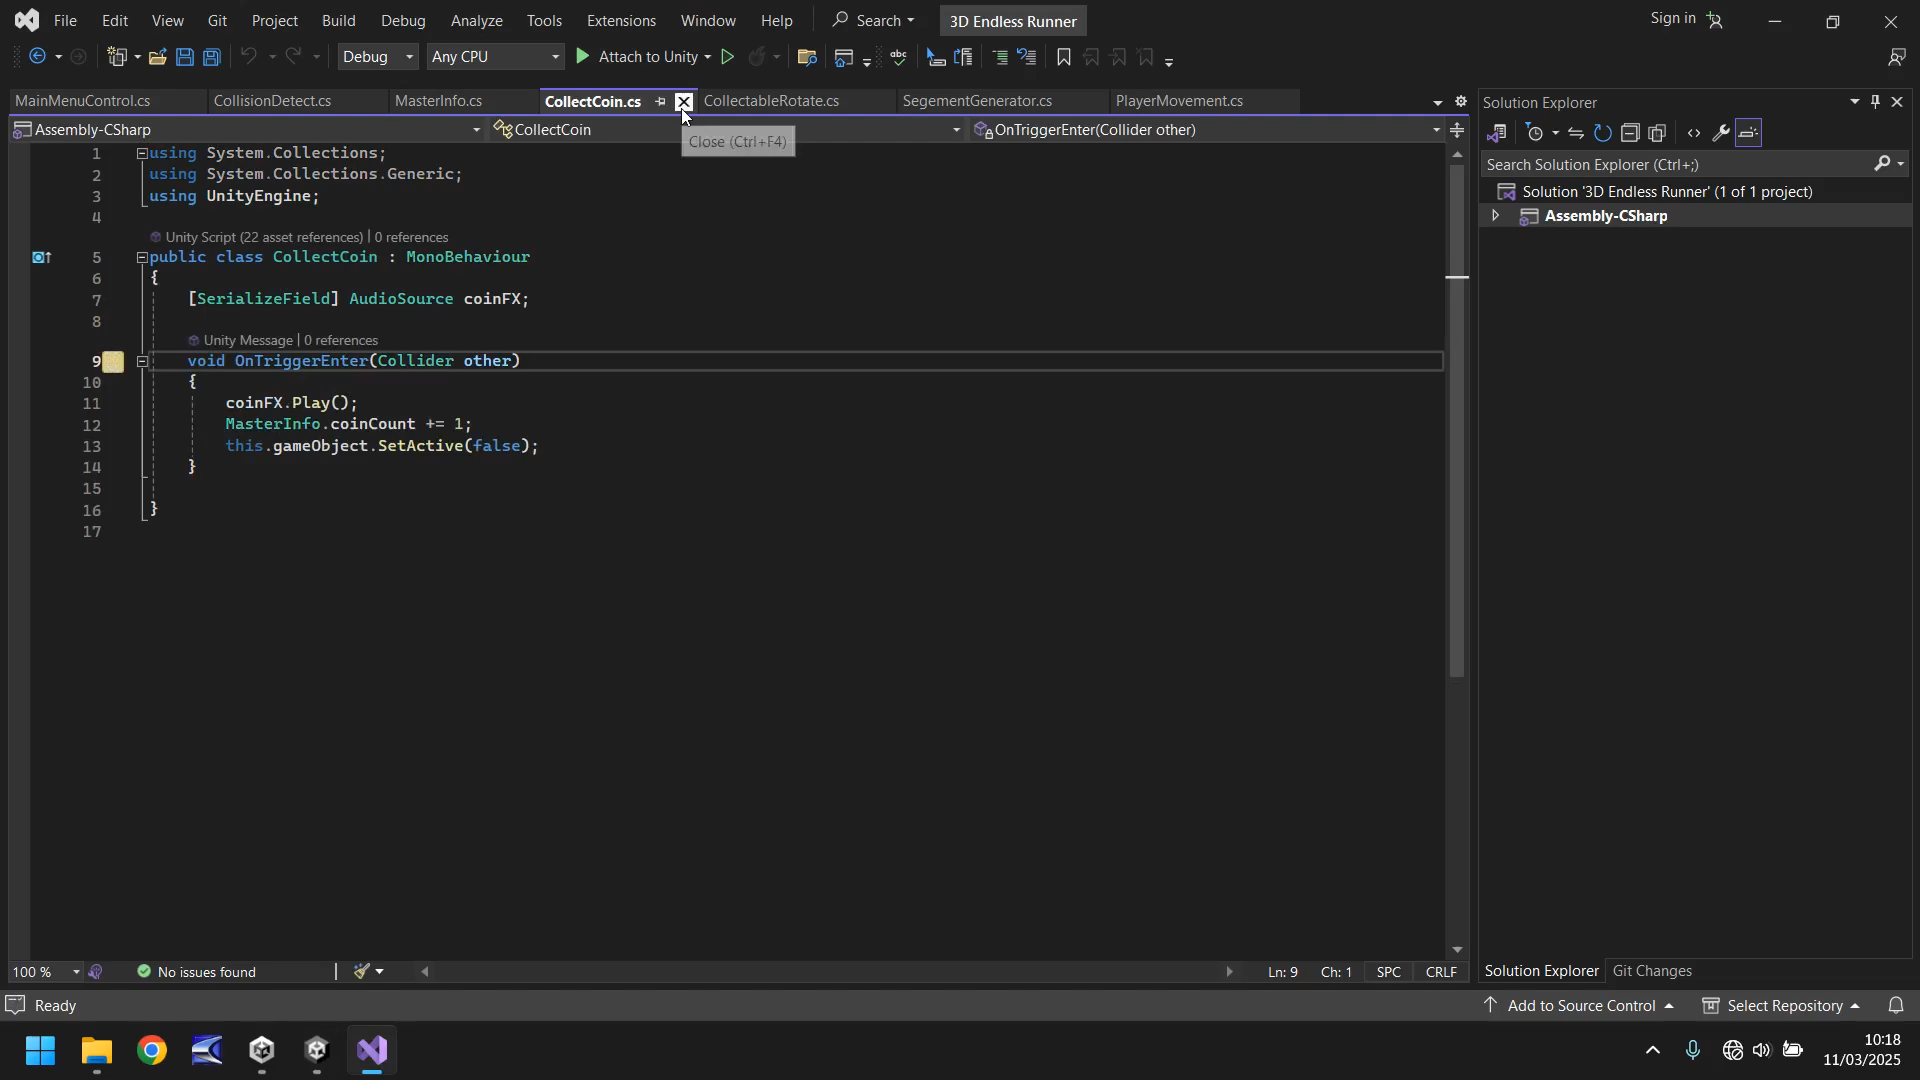 File Edit View Git Project Build Debug Analyze Tools Extensions Window Help Search 3D Endless Runner Sign in
Debug Any CPU Attach to Unity
MainMenuControl.cs CollisionDetect.cs MasterInfo.cs CollectCoin.cs CollectableRotate.cs SegementGenerator.cs PlayerMovement.cs
Assembly-CSharp CollectCoin OnTriggerEnter(Collider other)
Close (Ctrl+F4)
1 using System.Collections;
2 using System.Collections.Generic;
3 using UnityEngine;
4
Unity Script (22 asset references) | 0 references
5 public class CollectCoin : MonoBehaviour
6 {
7 [SerializeField] AudioSource coinFX;
8
Unity Message | 0 references
9 void OnTriggerEnter(Collider other)
10 {
11 coinFX.Play();
12 MasterInfo.coinCount += 1;
13 this.gameObject.SetActive(false);
14 }
15
16 }
17
100 % No issues found Ln: 9 Ch: 1 SPC CRLF
Solution Explorer
Search Solution Explorer (Ctrl+;)
Solution '3D Endless Runner' (1 of 1 project)
Assembly-CSharp
Solution Explorer Git Changes
Ready Add to Source Control Select Repository
10:18
11/03/2025